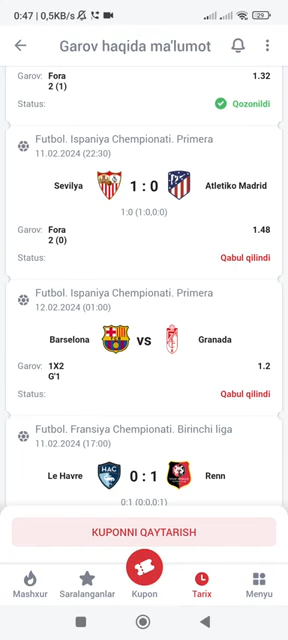 0:47 | 0,5KB/s
29
Garov haqida ma'lumot
Garov: Fora 1.32
2 (1)
Status: Qozonildi
Futbol. Ispaniya Chempionati. Primera
11.02.2024 (22:30)
Sevilya 1 : 0 Atletiko Madrid
1:0 (1:0,0:0)
Garov: Fora 1.48
2 (0)
Status: Qabul qilindi
Futbol. Ispaniya Chempionati. Primera
12.02.2024 (01:00)
Barselona VS Granada
Garov: 1X2 1.2
G'1
Status: Qabul qilindi
Futbol. Fransiya Chempionati. Birinchi liga
11.02.2024 (17:00)
Le Havre HAC 0 : 1 Renn
0:1 (0:0,0:1)
KUPONNI QAYTARISH
Mashxur Saralanganlar Kupon Tarix Menyu